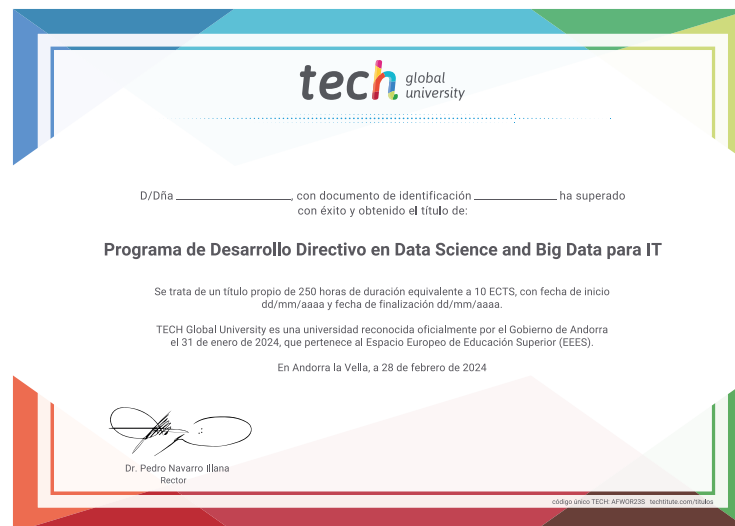 tech global university
D/Dña ____________, con documento de identificación ____________ ha superado
con éxito y obtenido el título de:
Programa de Desarrollo Directivo en Data Science and Big Data para IT
Se trata de un título propio de 250 horas de duración equivalente a 10 ECTS, con fecha de inicio
dd/mm/aaaa y fecha de finalización dd/mm/aaaa.
TECH Global University es una universidad reconocida oficialmente por el Gobierno de Andorra
el 31 de enero de 2024, que pertenece al Espacio Europeo de Educación Superior (EEES).
En Andorra la Vella, a 28 de febrero de 2024
Dr. Pedro Navarro Illana
Rector
código único TECH: AFWOR23S techtitute.com/titulos